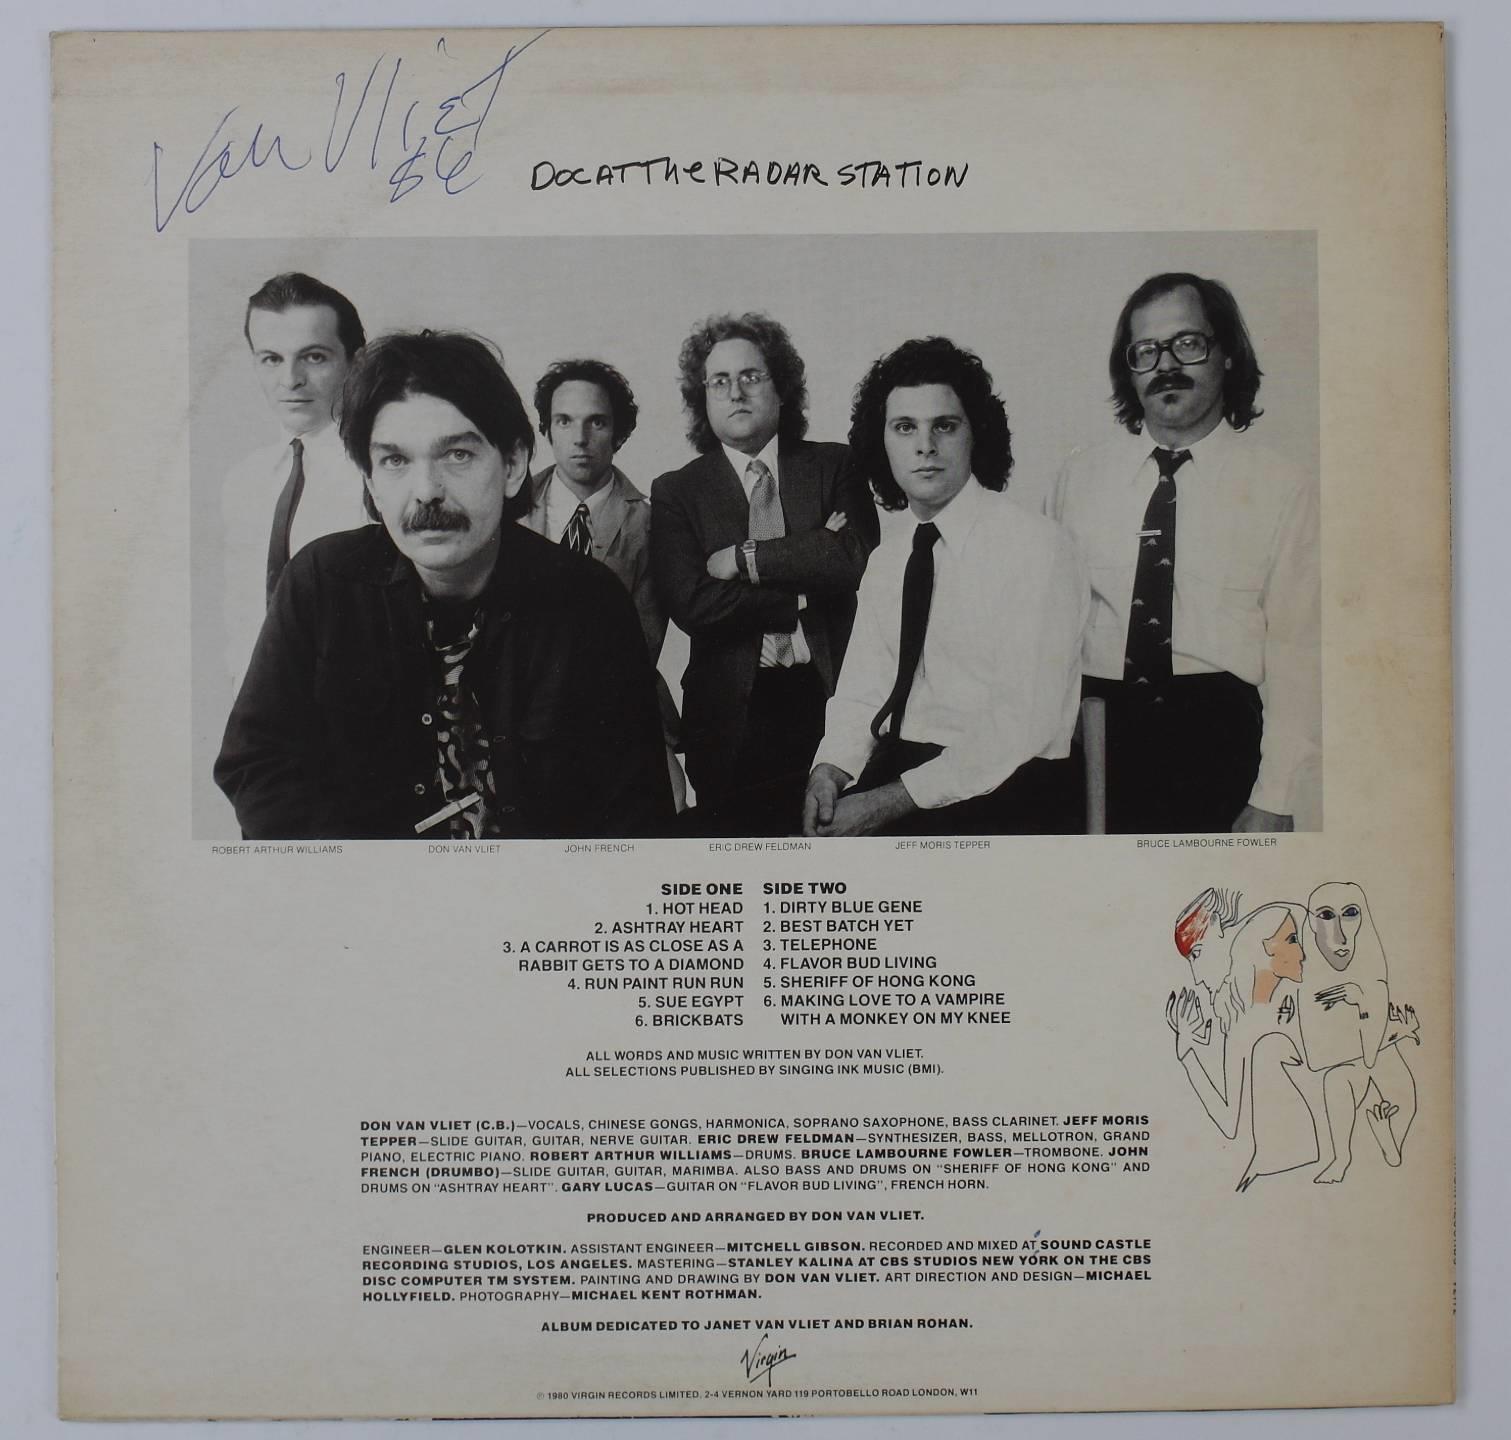 Van Vliet
86
DOC AT THe RADAR STATION
ROBERT ARTHUR WILLIAMS DON VAN VLIET JOHN FRENCH ERIC DREW FELDMAN JEFF MORIS TEPPER BRUCE LAMBOURNE FOWLER
SIDE ONE
1. HOT HEAD
2. ASHTRAY HEART
3. A CARROT IS AS CLOSE AS A
RABBIT GETS TO A DIAMOND
4. RUN PAINT RUN RUN
5. SUE EGYPT
6. BRICKBATS
SIDE TWO
1. DIRTY BLUE GENE
2. BEST BATCH YET
3. TELEPHONE
4. FLAVOR BUD LIVING
5. SHERIFF OF HONG KONG
6. MAKING LOVE TO A VAMPIRE
WITH A MONKEY ON MY KNEE
ALL WORDS AND MUSIC WRITTEN BY DON VAN VLIET.
ALL SELECTIONS PUBLISHED BY SINGING INK MUSIC (BMI).
DON VAN VLIET (C.B.)—VOCALS, CHINESE GONGS, HARMONICA, SOPRANO SAXOPHONE, BASS CLARINET. JEFF MORIS
TEPPER—SLIDE GUITAR, GUITAR, NERVE GUITAR. ERIC DREW FELDMAN—SYNTHESIZER, BASS, MELLOTRON, GRAND
PIANO, ELECTRIC PIANO. ROBERT ARTHUR WILLIAMS—DRUMS. BRUCE LAMBOURNE FOWLER—TROMBONE. JOHN
FRENCH (DRUMBO)—SLIDE GUITAR, GUITAR, MARIMBA. ALSO BASS AND DRUMS ON "SHERIFF OF HONG KONG" AND
DRUMS ON "ASHTRAY HEART". GARY LUCAS—GUITAR ON "FLAVOR BUD LIVING", FRENCH HORN.
PRODUCED AND ARRANGED BY DON VAN VLIET.
ENGINEER—GLEN KOLOTKIN. ASSISTANT ENGINEER—MITCHELL GIBSON. RECORDED AND MIXED AT SOUND CASTLE
RECORDING STUDIOS, LOS ANGELES. MASTERING—STANLEY KALINA AT CBS STUDIOS NEW YORK ON THE CBS
DISC COMPUTER TM SYSTEM. PAINTING AND DRAWING BY DON VAN VLIET. ART DIRECTION AND DESIGN—MICHAEL
HOLLYFIELD. PHOTOGRAPHY—MICHAEL KENT ROTHMAN.
ALBUM DEDICATED TO JANET VAN VLIET AND BRIAN ROHAN.
Virgin
℗ 1980 VIRGIN RECORDS LIMITED, 2-4 VERNON YARD 119 PORTOBELLO ROAD LONDON, W11